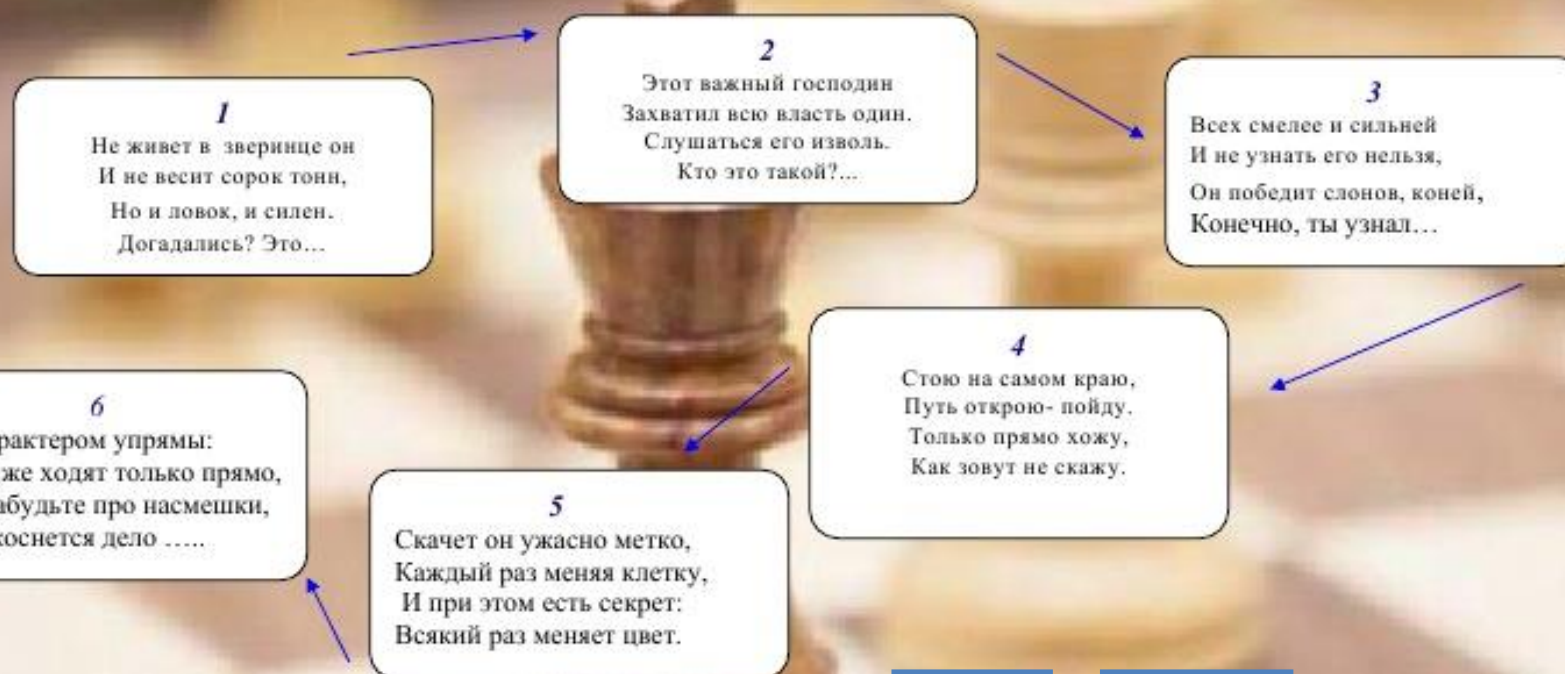 1
Не живет в зверинце он
И не весит сорок тонн,
Но и ловок, и силен.
Догадались? Это...
2
Этот важный господин
Захватил всю власть один.
Слушаться его изволь.
Кто это такой?...
3
Всех смелее и сильней
И не узнать его нельзя,
Он победит слонов, коней,
Конечно, ты узнал…
4
Стою на самом краю,
Путь открою- пойду.
Только прямо хожу,
Как зовут не скажу.
5
Скачет он ужасно метко,
Каждый раз меняя клетку,
И при этом есть секрет:
Всякий раз меняет цвет.
6
упрямы:
же ходят только прямо,
про насмешки,
дело …..